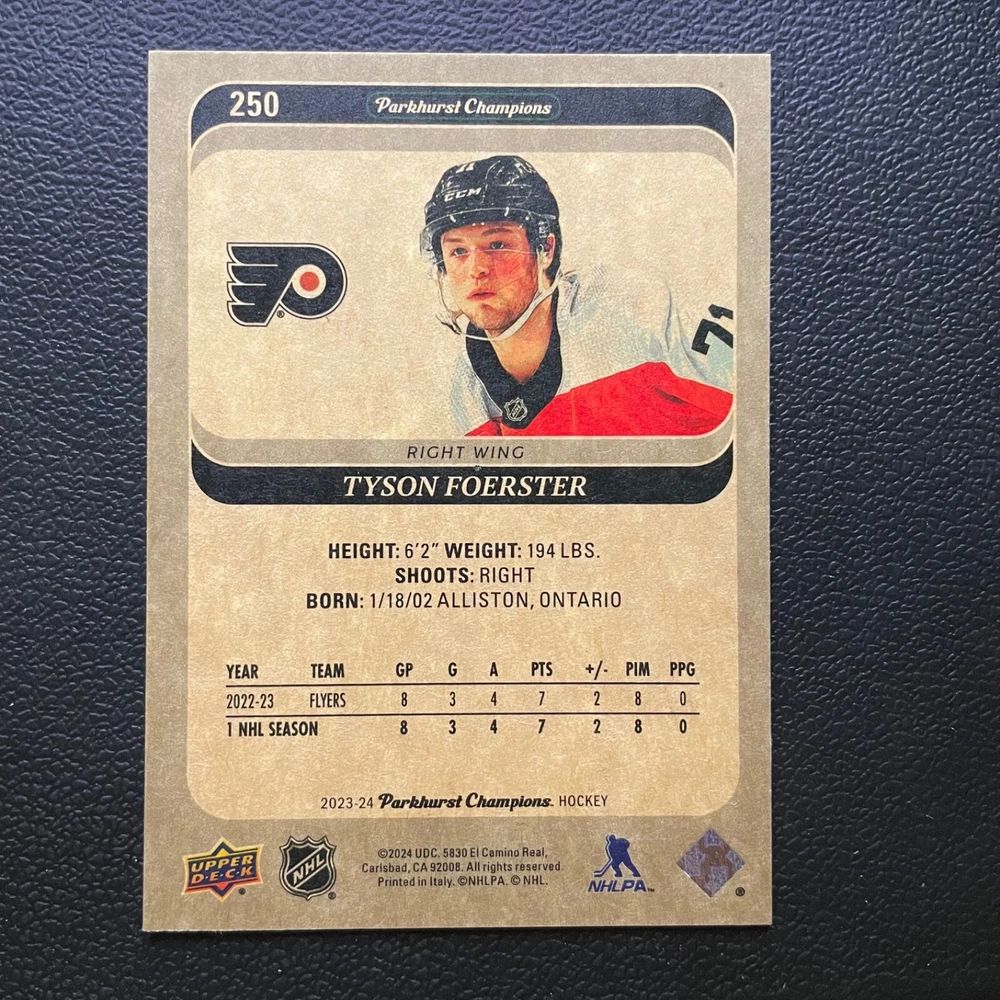 250 Parkhurst Champions
CCM
71
RIGHT WING
TYSON FOERSTER
HEIGHT: 6'2" WEIGHT: 194 LBS.
SHOOTS: RIGHT
BORN: 1/18/02 ALLISTON, ONTARIO
YEAR TEAM GP G A PTS +/- PIM PPG
2022-23 FLYERS 8 3 4 7 2 8 0
1 NHL SEASON 8 3 4 7 2 8 0
2023-24 Parkhurst Champions. HOCKEY
UPPER
D·E·C·K
®
NHL
®
©2024 UDC. 5830 El Camino Real,
Carlsbad, CA 92008. All rights reserved.
Printed in Italy. ©NHLPA. © NHL.
NHLPA™
®